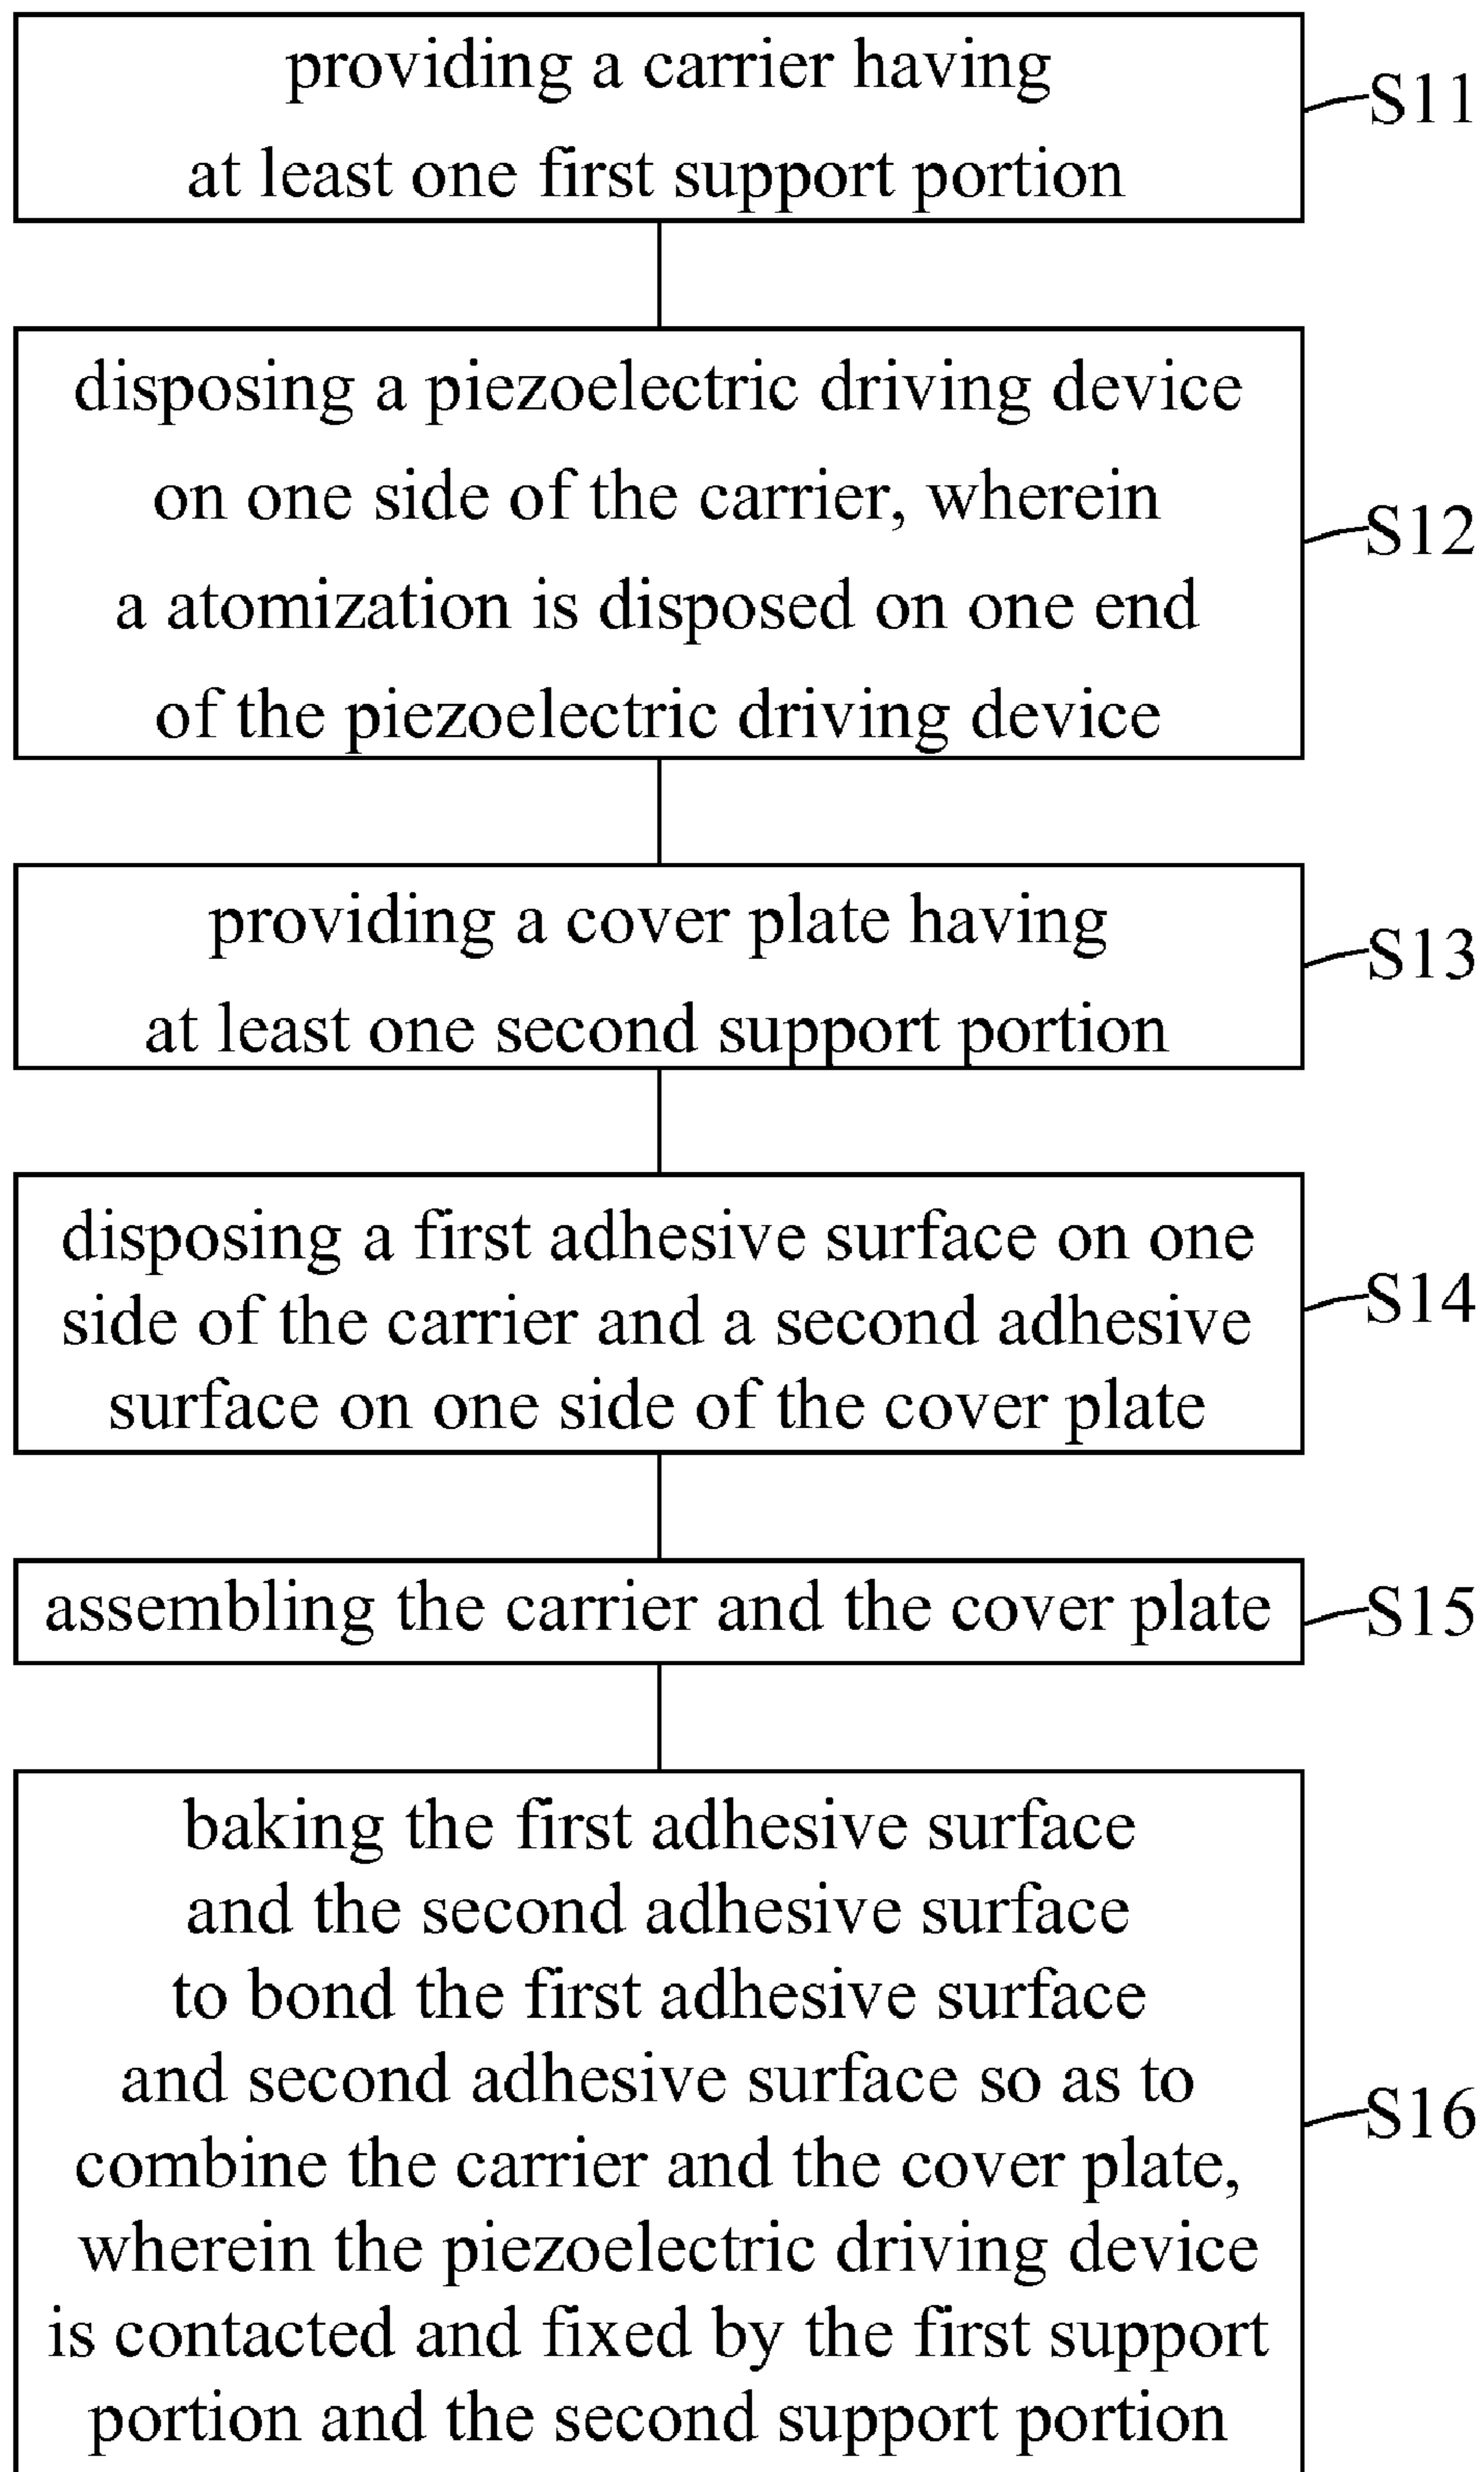 providing a carrier having
at least one first support portion
S11
disposing a piezoelectric driving device
on one side of the carrier, wherein
a atomization is disposed on one end
of the piezoelectric driving device
S12
providing a cover plate having
at least one second support portion
S13
disposing a first adhesive surface on one
side of the carrier and a second adhesive
surface on one side of the cover plate
S14
assembling the carrier and the cover plate
S15
baking the first adhesive surface
and the second adhesive surface
to bond the first adhesive surface
and second adhesive surface so as to
combine the carrier and the cover plate,
wherein the piezoelectric driving device
is contacted and fixed by the first support
portion and the second support portion
S16